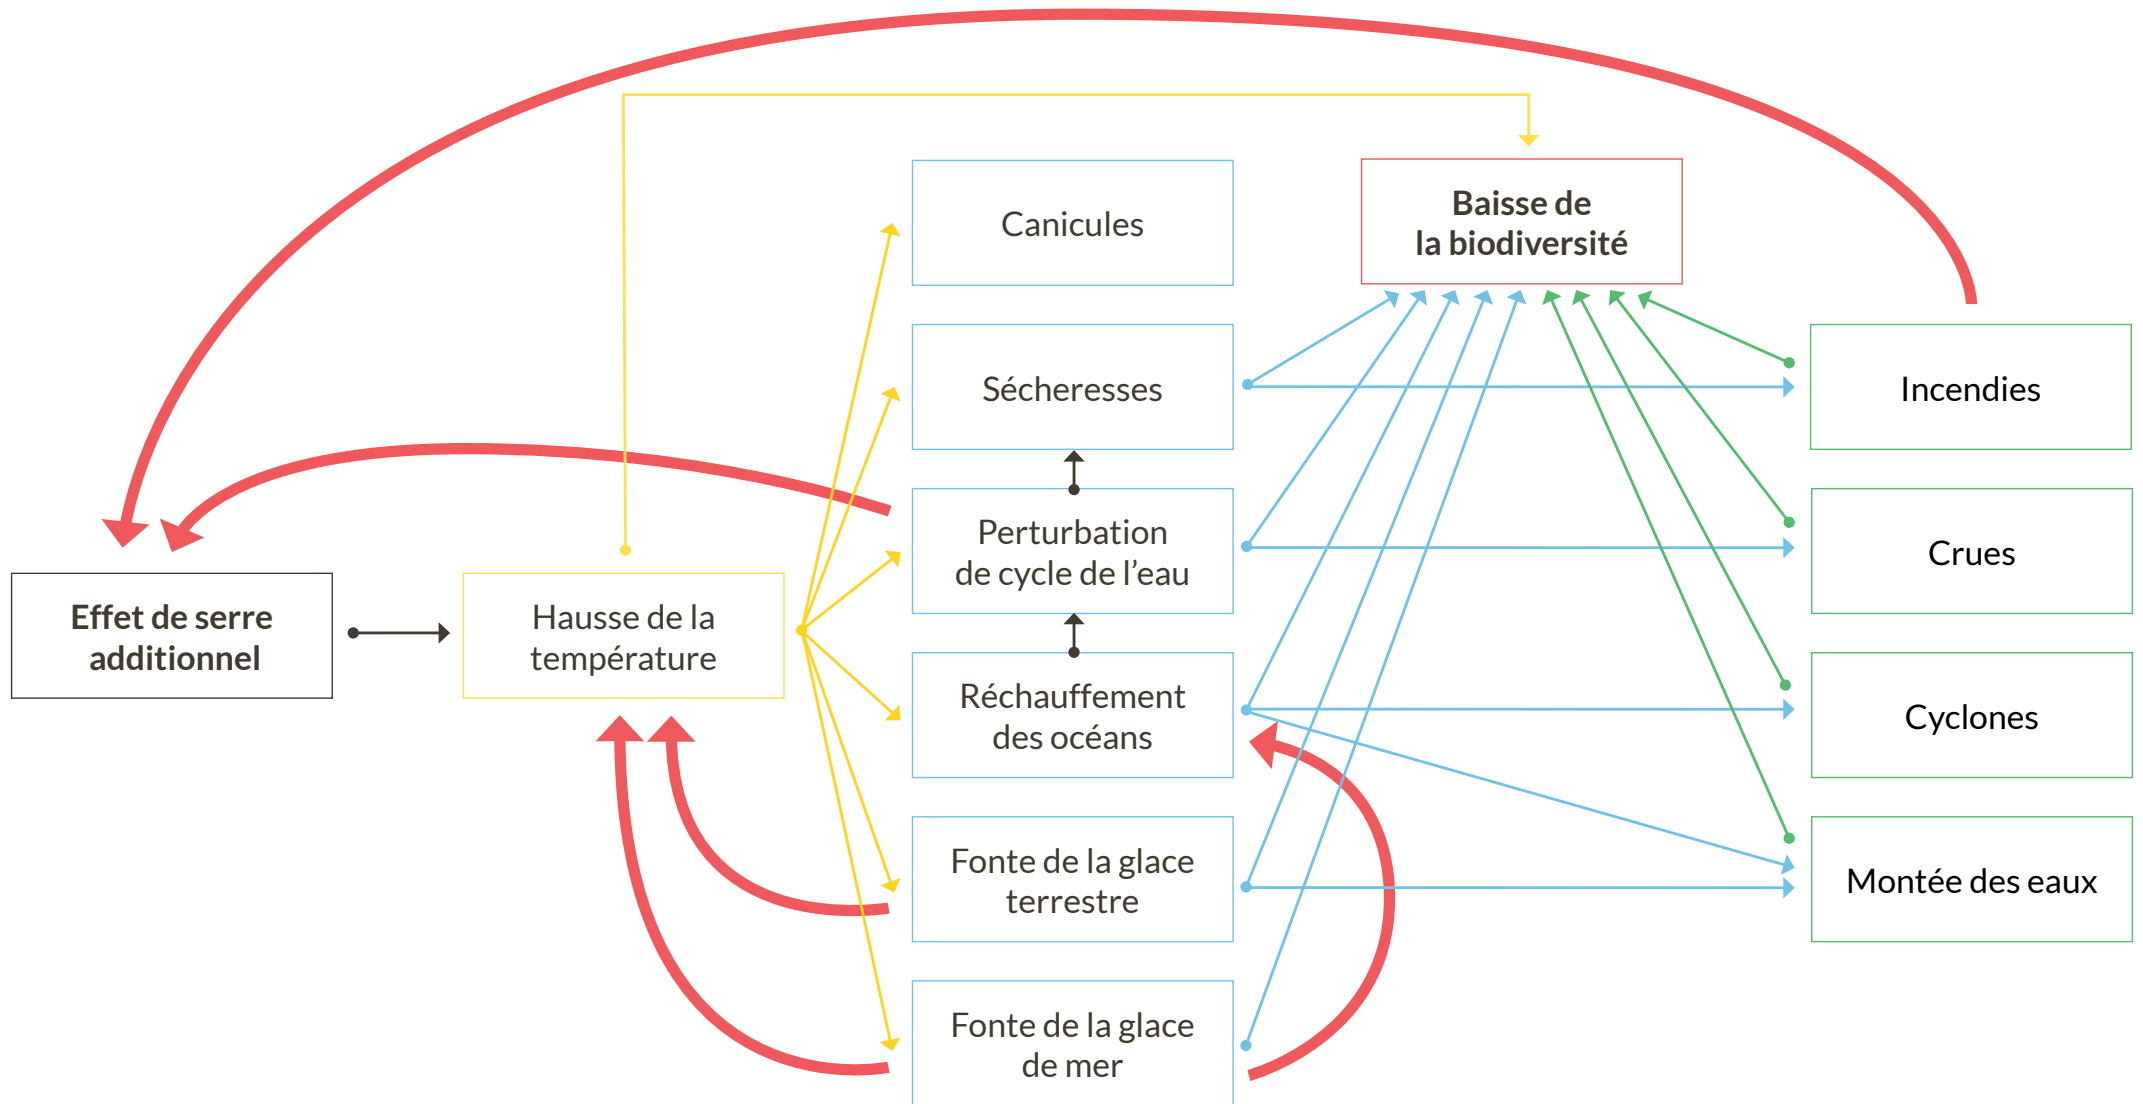 Canicules
Baisse de
la biodiversité
Sécheresses
Incendies
Perturbation
de cycle de l’eau
Crues
Effet de serre
additionnel
Hausse de la
température
Réchauffement
des océans
Cyclones
Fonte de la glace
terrestre
Montée des eaux
Fonte de la glace
de mer